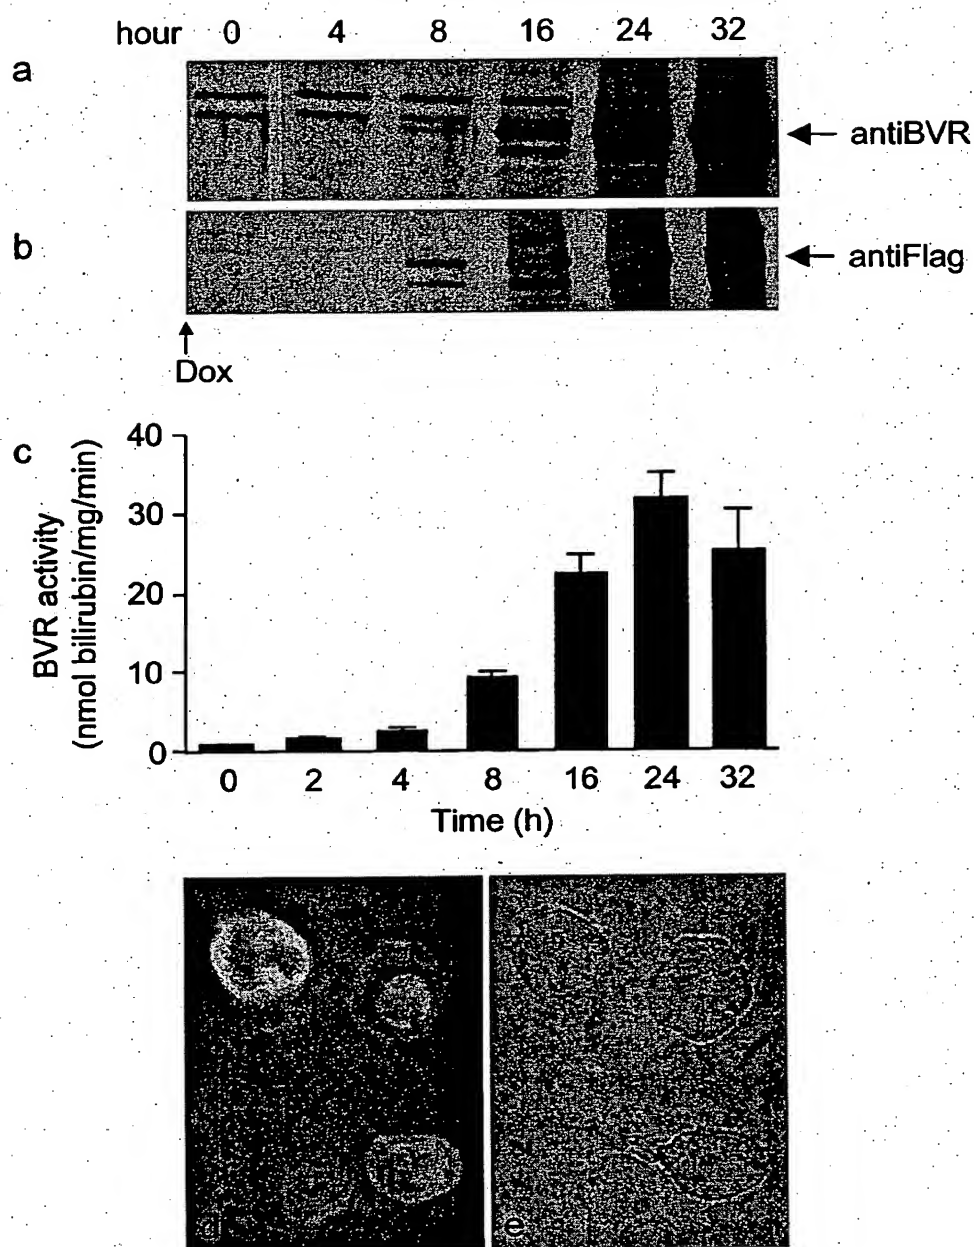 hour 0 4 8 16 24 32
a
antiBVR
b
antiFlag
Dox
c
BVR activity
(nmol bilirubin/mg/min)
40
30
20
10
0
0 2 4 8 16 24 32
Time (h)
d e